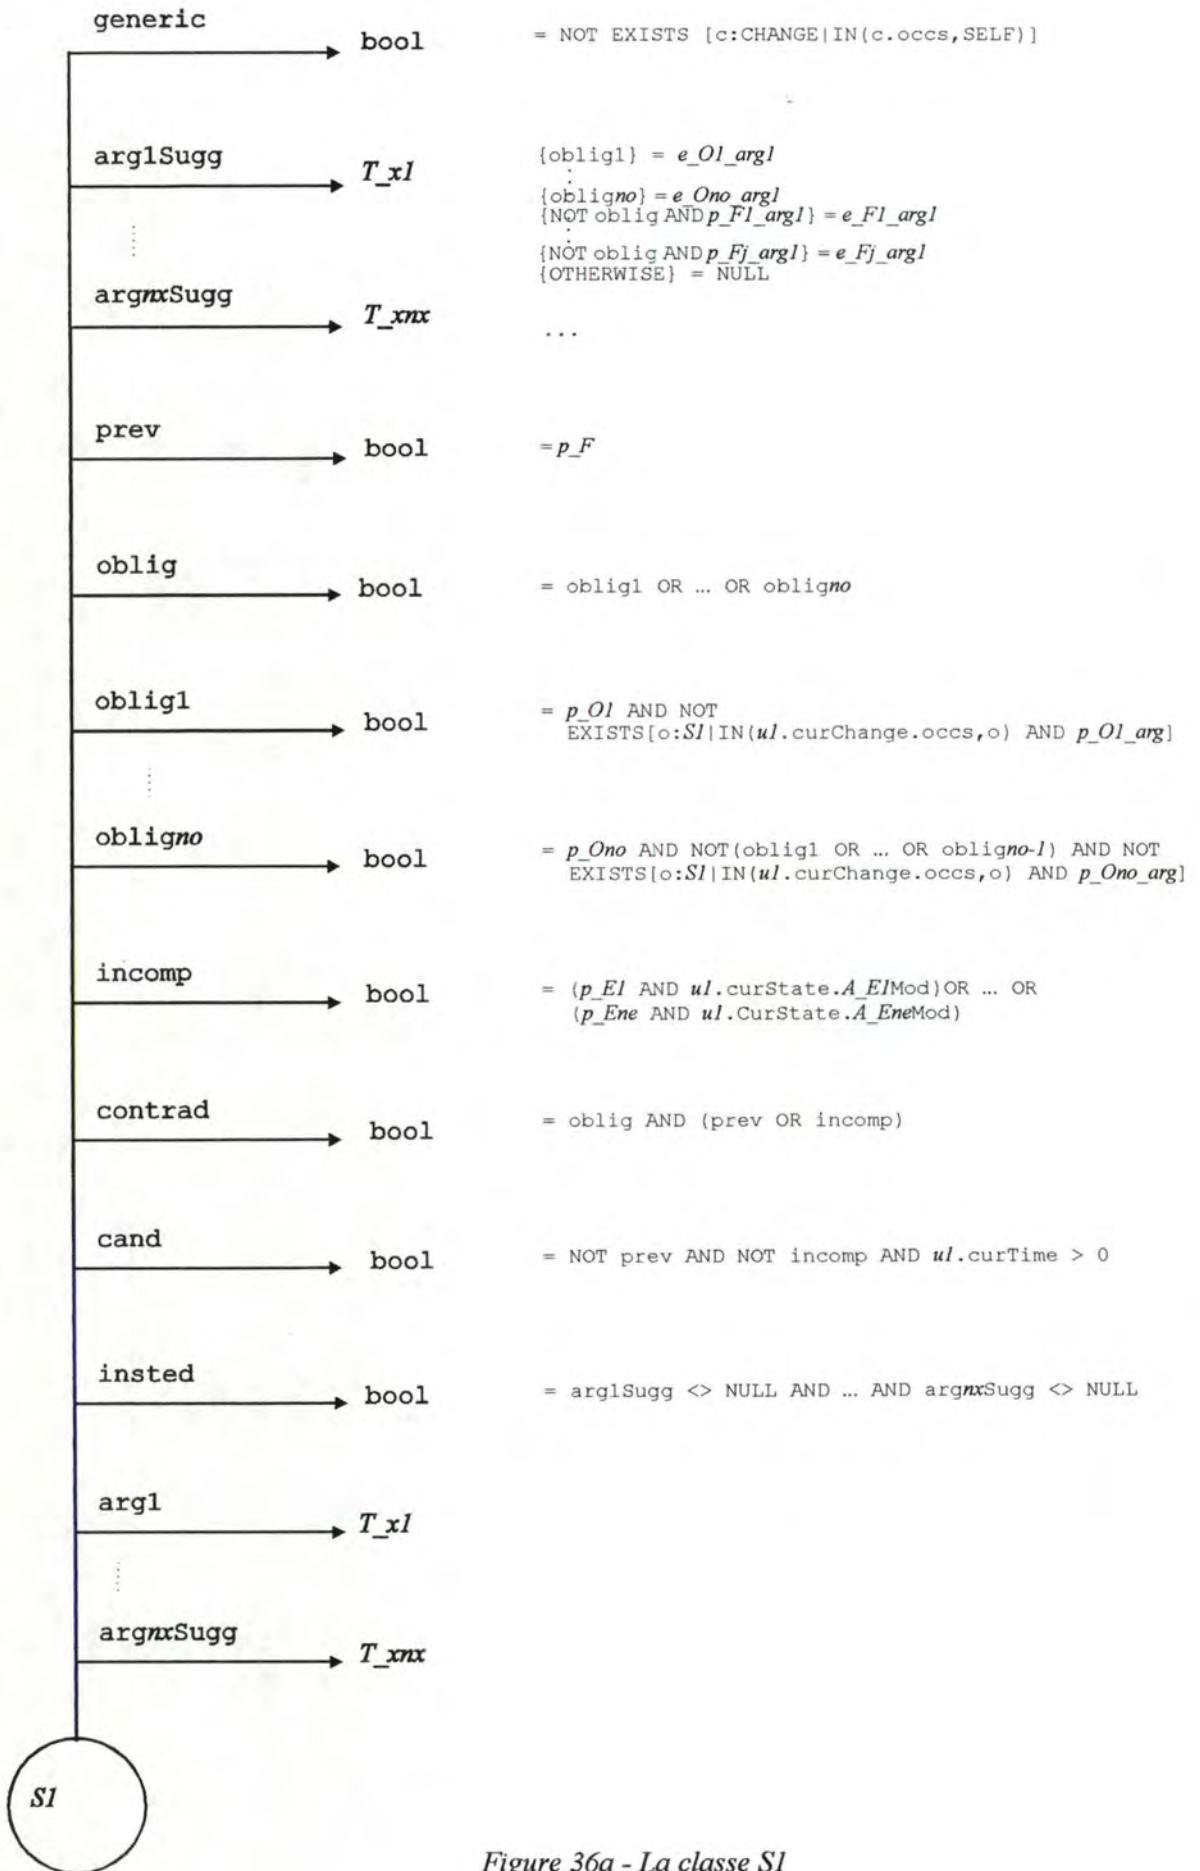 generic
bool = NOT EXISTS [c:CHANGE|IN(c.occs,SELF)]
arg1Sugg
T_x1 {oblig1} = e_O1_arg1
⋮
{obligno} = e_Ono_arg1
{NOT oblig AND p_F1_arg1} = e_F1_arg1
⋮
{NOT oblig AND p_Fj_arg1} = e_Fj_arg1
{OTHERWISE} = NULL
argnxSugg
T_xnx ...
prev
bool = p_F
oblig
bool = oblig1 OR … OR obligno
oblig1
bool = p_O1 AND NOT
EXISTS[o:S1|IN(u1.curChange.occs,o) AND p_O1_arg]
obligno
bool = p_Ono AND NOT(oblig1 OR … OR obligno-1) AND NOT
EXISTS[o:S1|IN(u1.curChange.occs,o) AND p_Ono_arg]
incomp
bool = (p_E1 AND u1.curState.A_E1Mod)OR … OR
(p_Ene AND u1.CurState.A_EneMod)
contrad
bool = oblig AND (prev OR incomp)
cand
bool = NOT prev AND NOT incomp AND u1.curTime > 0
insted
bool = arg1Sugg <> NULL AND … AND argnxSugg <> NULL
arg1
T_x1
argnxSugg
T_xnx
S1
Figure 36a - La classe S1